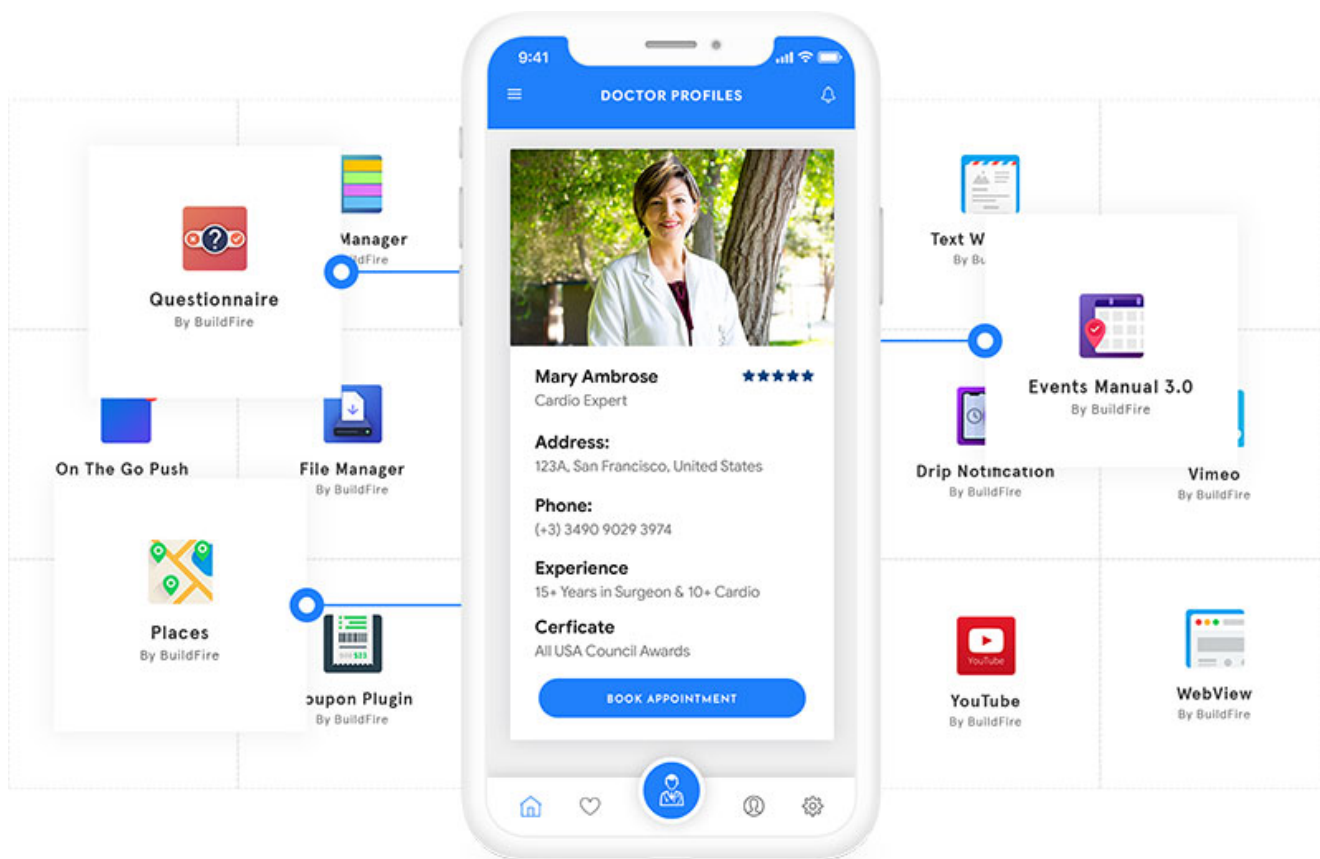 9:41
DOCTOR PROFILES
Manager
Questionnaire
By BuildFire
Text W
By Bu
Events Manual 3.0
By BuildFire
Mary Ambrose
Cardio Expert
Address:
123A, San Francisco, United States
Phone:
(+3) 3490 9029 3974
Experience
15+ Years in Surgeon & 10+ Cardio
Cerficate
All USA Council Awards
BOOK APPOINTMENT
On The Go Push
File Manager
By BuildFire
Drip Notification
By BuildFire
Vimeo
By BuildFire
Places
By BuildFire
oupon Plugin
By BuildFire
YouTube
YouTube
By BuildFire
WebView
By BuildFire